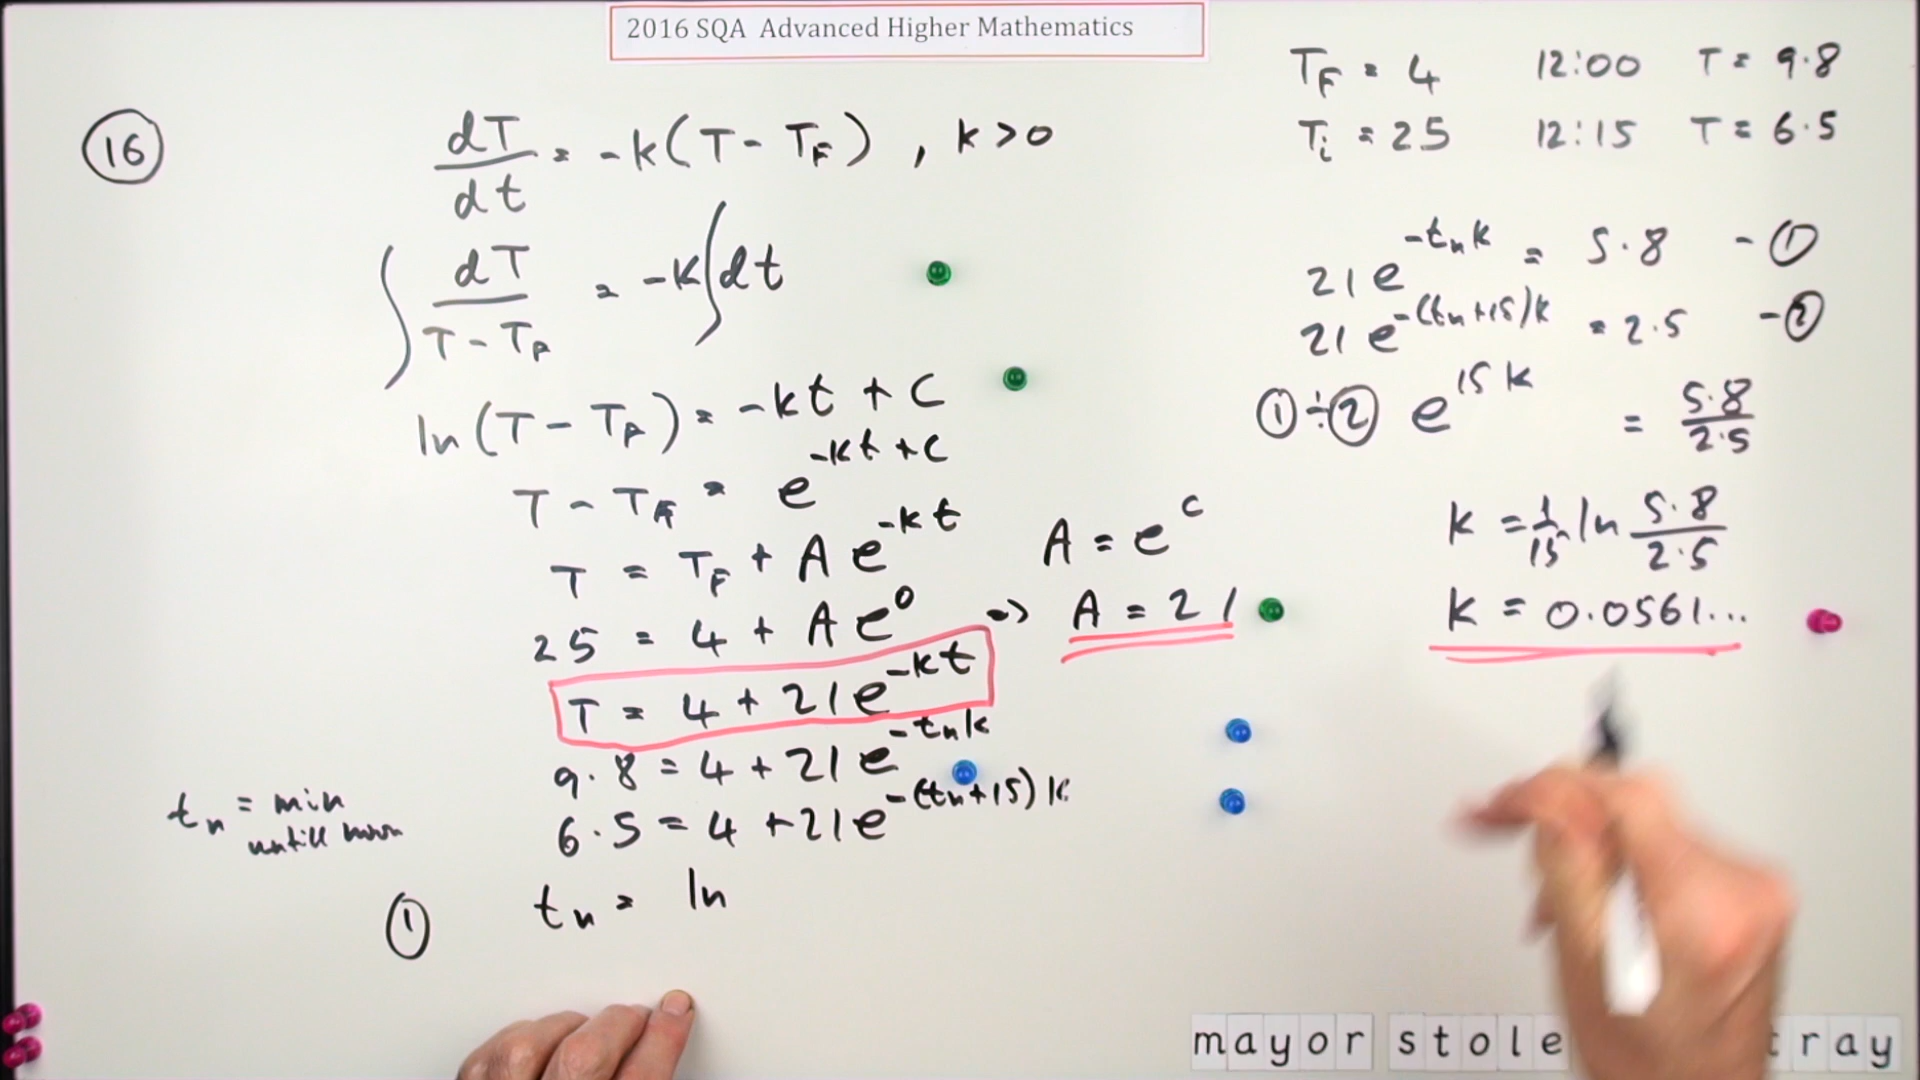 2016 SQA Advanced Higher Mathematics
16
dT/dt = -k(T - T_F) , k > 0
∫ dT/(T - T_F) = -k ∫ dt
ln(T - T_F) = -kt + C
T - T_F = e^(-kt + C)
T = T_F + A e^(-kt)
A = e^C
25 = 4 + A e^0 => A = 21
T = 4 + 21e^(-kt)
9.8 = 4 + 21e^(-t_n k)
6.5 = 4 + 21e^(-(t_n+15)k)
t_n = min
untill noon
① t_n = ln
T_F = 4 12:00 T = 9.8
T_i = 25 12:15 T = 6.5
21e^(-t_n k) = 5.8 - ①
21e^(-(t_n+15)k) = 2.5 - ②
① ÷ ② e^(15k) = 5.8/2.5
k = 1/15 ln 5.8/2.5
k = 0.0561...
mayor stole tray